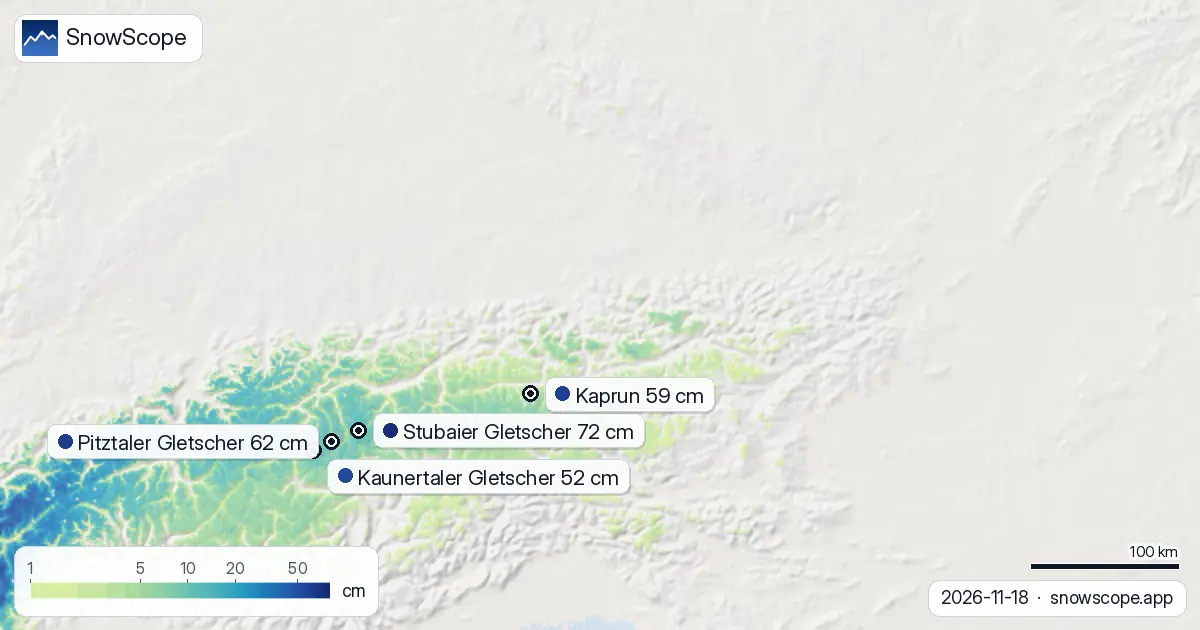 SnowScope
Kaprun 59 cm
Stubaier Gletscher 72 cm
Pitztaler Gletscher 62 cm
Kaunertaler Gletscher 52 cm
100 km
1 5 10 20 50
cm
2026-11-18 · snowscope.app